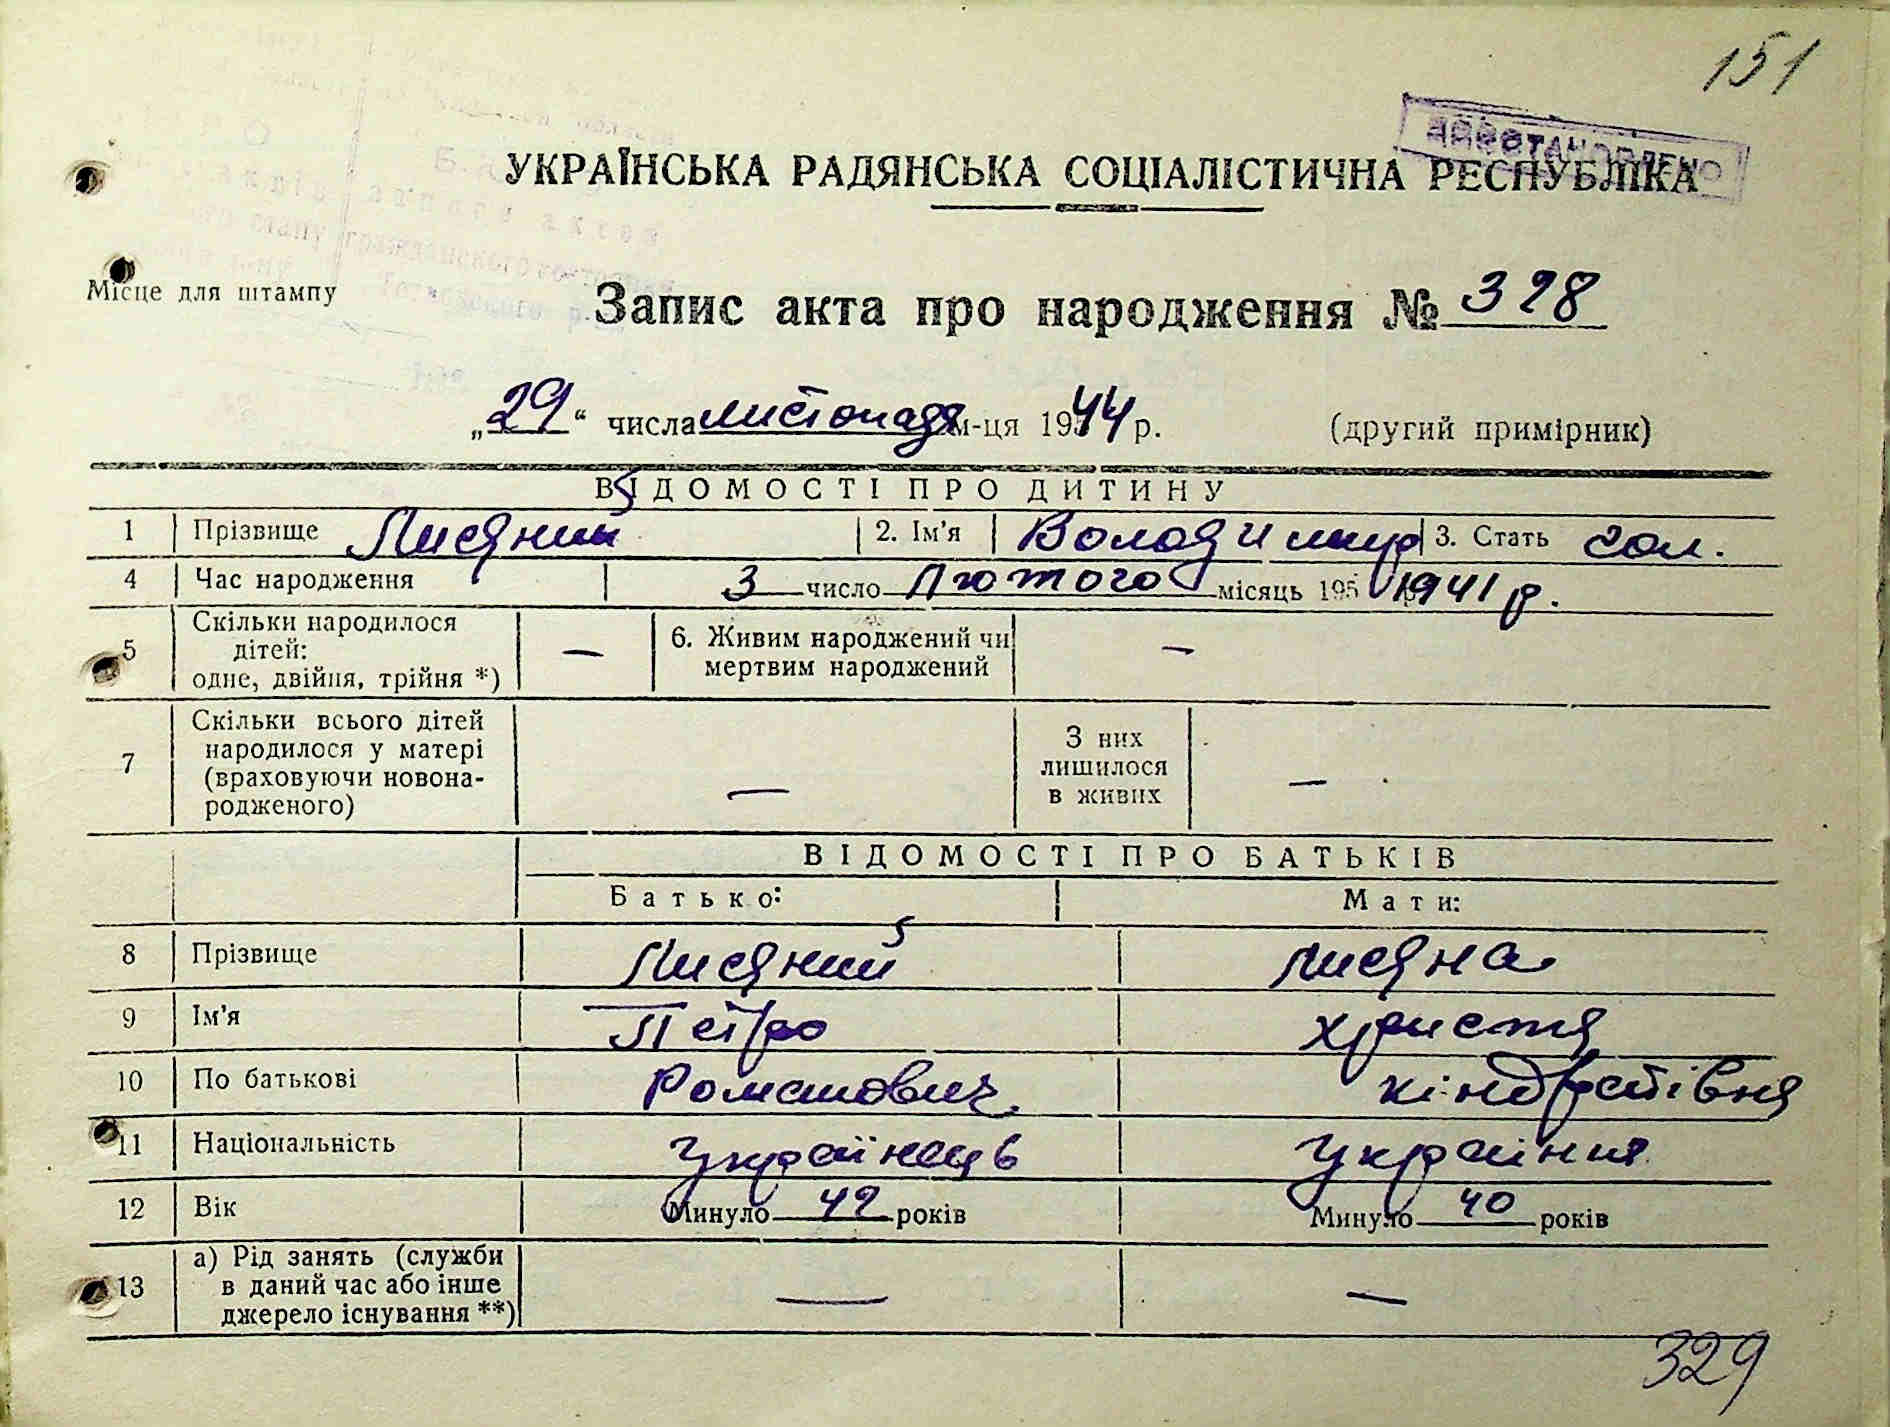 151
УКРАЇНСЬКА РАДЯНСЬКА СОЦІАЛІСТИЧНА РЕСПУБЛІКА
Місце для штампу
Запис акта про народження № 398
„29“ числа листопада м-ця 1944 р. (другий примірник)
ВІДОМОСТІ ПРО ДИТИНУ
1 Прізвище Лисяний 2. Ім'я Володимир 3. Стать чол.
4 Час народження 3 число Лютого місяць 195 1941 р.
5 Скільки народилося дітей: одне, двійня, трійня *) — 6. Живим народжений чи мертвим народжений —
7 Скільки всього дітей народилося у матері (враховуючи новонародженого) — З них лишилося в живих —
ВІДОМОСТІ ПРО БАТЬКІВ
Батько: Мати:
8 Прізвище Лисяний Лисяна
9 Ім'я Петро Христя
10 По батькові Романович Кіндратівня
11 Національність Українець Україн
12 Вік Минуло 42 років Минуло 40 років
13 а) Рід занять (служби в даний час або інше джерело існування **) — —
329